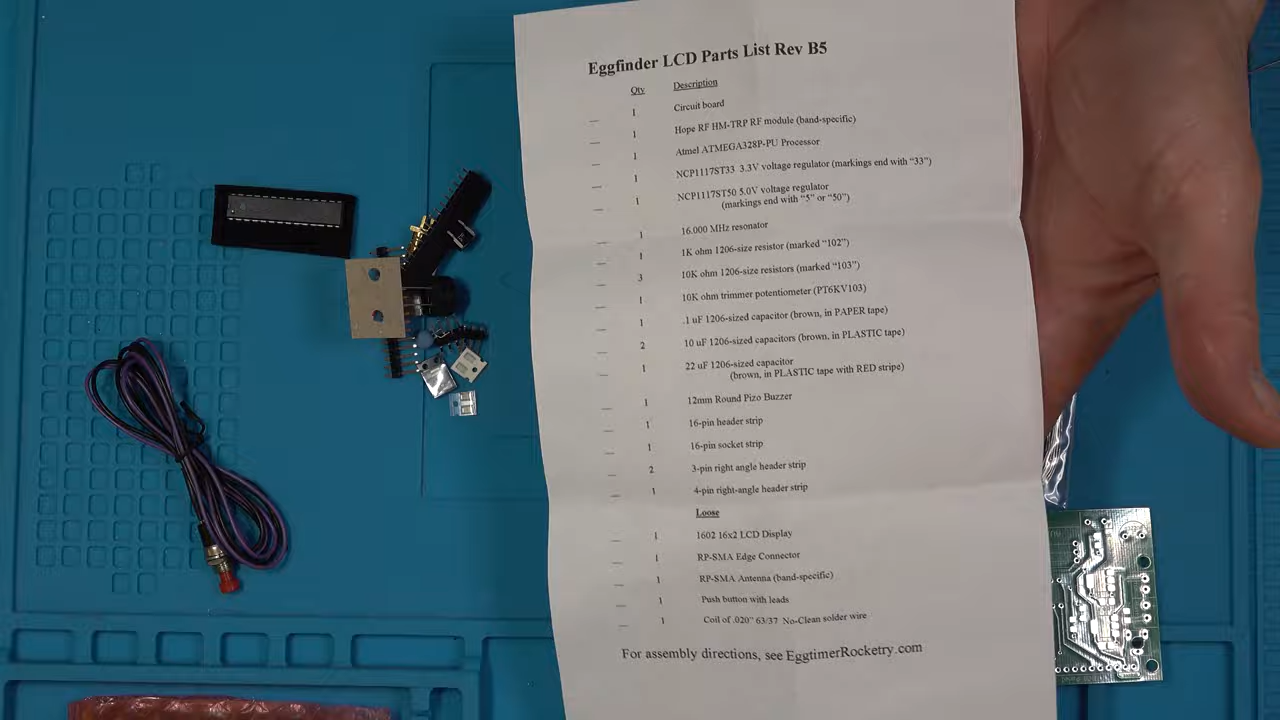 Eggfinder LCD Parts List Rev B5
Qty Description
1 Circuit board
1 Hope RF HM-TRP RF module (band-specific)
1 Atmel ATMEGA328P-PU Processor
1 NCP1117ST33 3.3V voltage regulator (markings end with “33”)
1 NCP1117ST50 5.0V voltage regulator
(markings end with “5” or “50”)
1 16.000 MHz resonator
1 1K ohm 1206-size resistor (marked “102”)
3 10K ohm 1206-size resistors (marked “103”)
1 10K ohm trimmer potentiometer (PT6KV103)
1 .1 uF 1206-sized capacitor (brown, in PAPER tape)
2 10 uF 1206-sized capacitors (brown, in PLASTIC tape)
1 22 uF 1206-sized capacitor
(brown, in PLASTIC tape with RED stripe)
1 12mm Round Pizo Buzzer
1 16-pin header strip
1 16-pin socket strip
2 3-pin right angle header strip
1 4-pin right-angle header strip
Loose
1 1602 16x2 LCD Display
1 RP-SMA Edge Connector
1 RP-SMA Antenna (band-specific)
1 Push button with leads
1 Coil of .020” 63/37 No-Clean solder wire
For assembly directions, see EggtimerRocketry.com